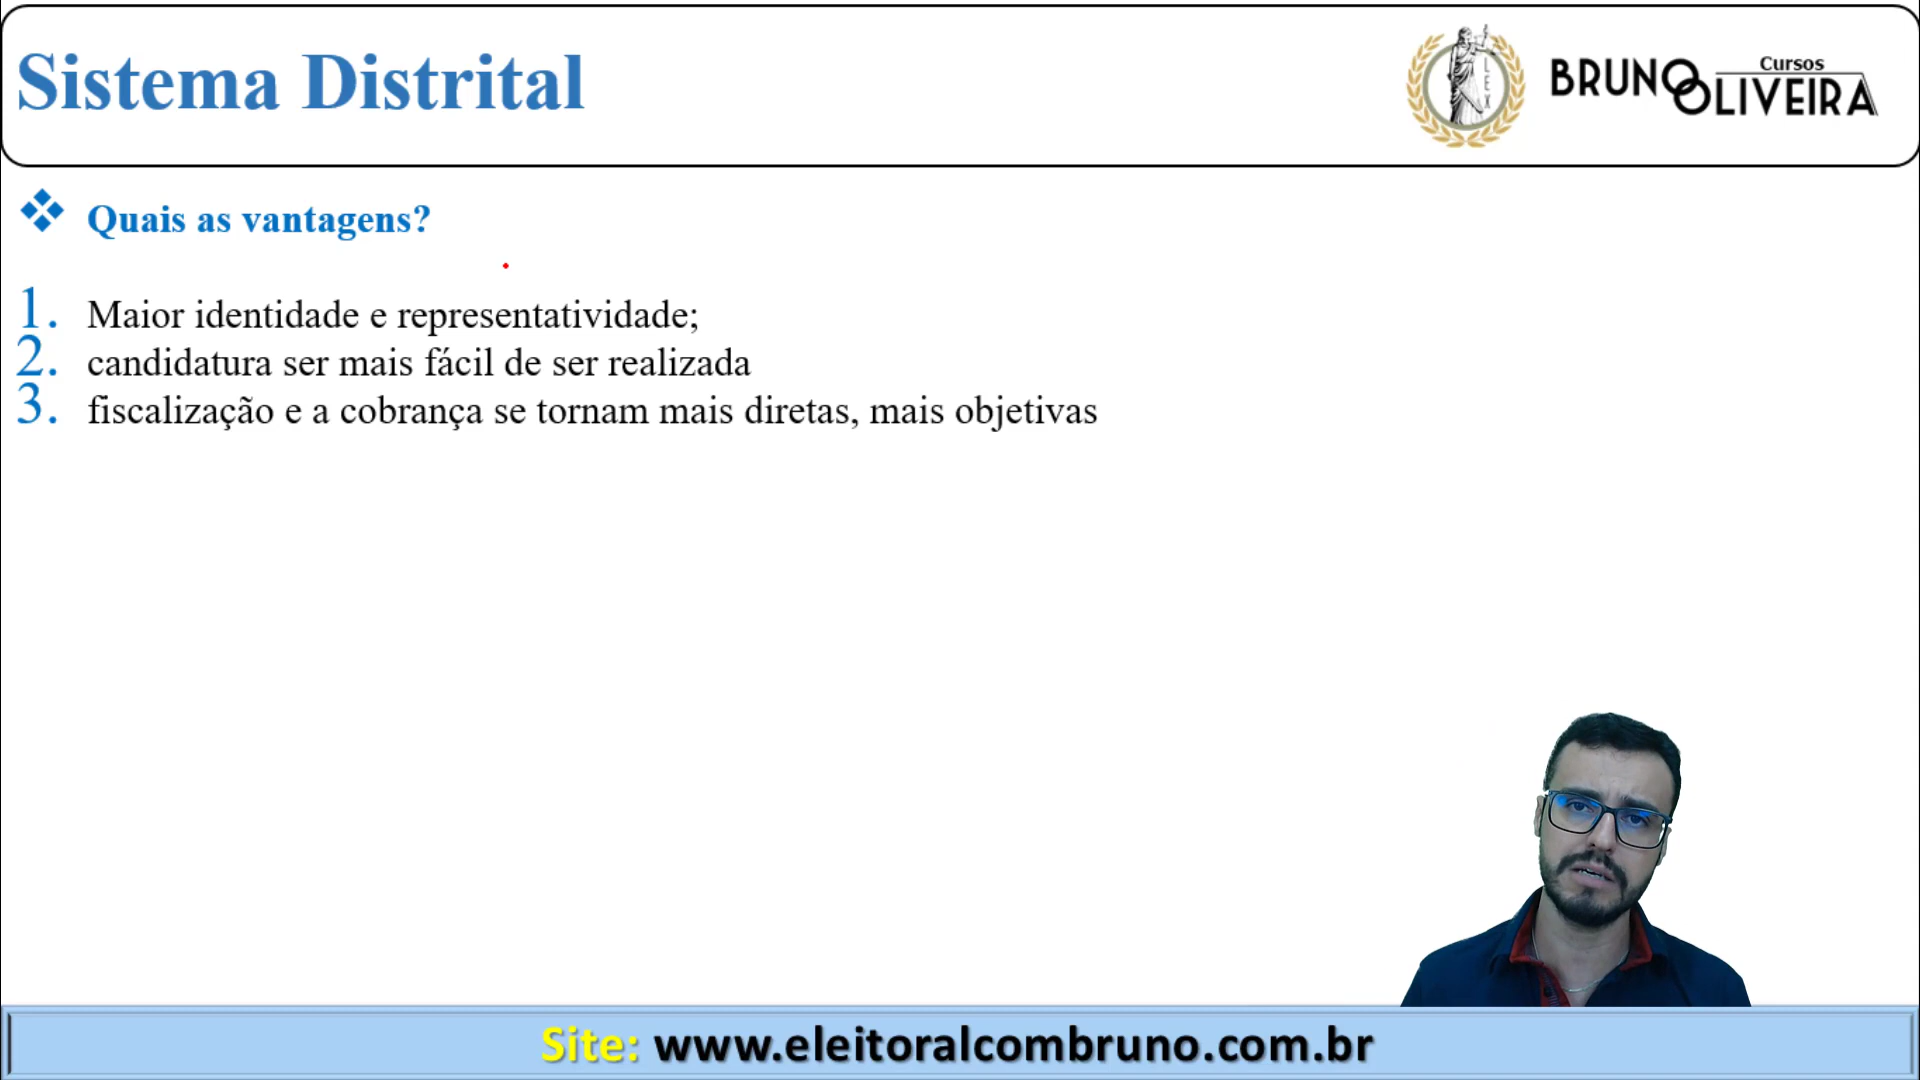 Sistema Distrital
LEX
Cursos
BRUNO OLIVEIRA
Quais as vantagens?
1. Maior identidade e representatividade;
2. candidatura ser mais fácil de ser realizada
3. fiscalização e a cobrança se tornam mais diretas, mais objetivas
Site: www.eleitoralcombruno.com.br